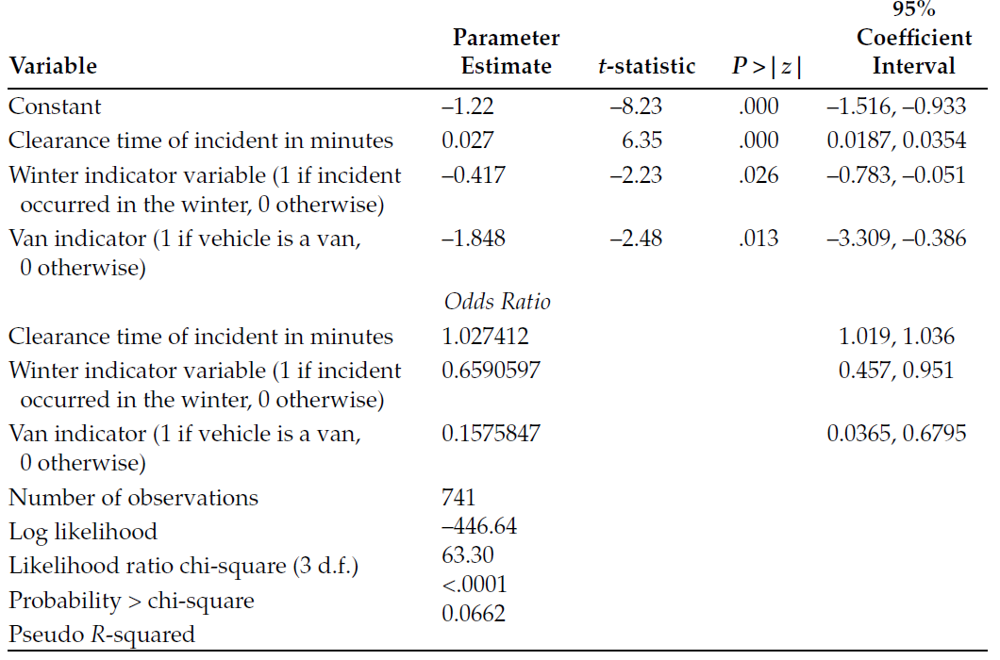 95%
Parameter Coefficient
Variable Estimate t-statistic P >|z| Interval
Constant –1.22 –8.23 .000 –1.516, –0.933
Clearance time of incident in minutes 0.027 6.35 .000 0.0187, 0.0354
Winter indicator variable (1 if incident –0.417 –2.23 .026 –0.783, –0.051
occurred in the winter, 0 otherwise)
Van indicator (1 if vehicle is a van, –1.848 –2.48 .013 –3.309, –0.386
0 otherwise)
Odds Ratio
Clearance time of incident in minutes 1.027412 1.019, 1.036
Winter indicator variable (1 if incident 0.6590597 0.457, 0.951
occurred in the winter, 0 otherwise)
Van indicator (1 if vehicle is a van, 0.1575847 0.0365, 0.6795
0 otherwise)
Number of observations 741
Log likelihood –446.64
Likelihood ratio chi-square (3 d.f.) 63.30
Probability > chi-square <.0001
Pseudo R-squared 0.0662